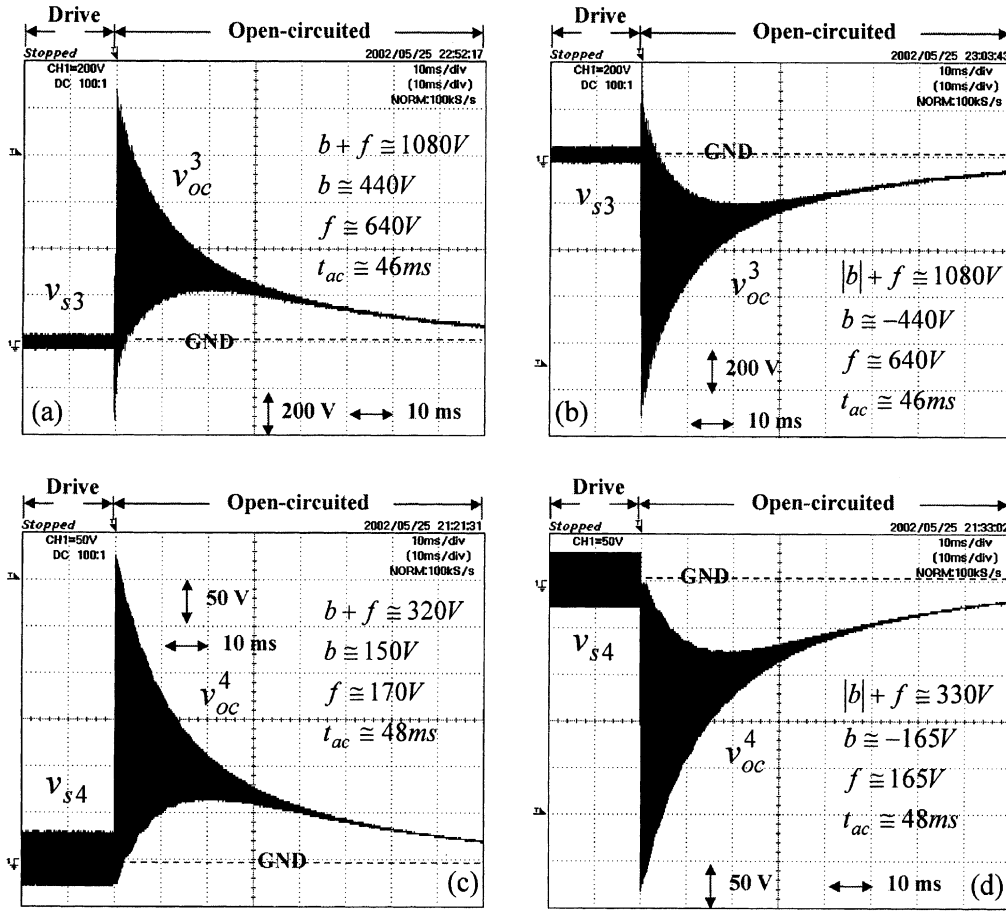 Drive
Open-circuited
Stopped
2002/05/25 22:52:17
CH1=200V
DC 100:1
10ms/div
(10ms/div)
NORM:100kS/s
v_oc^3
b + f ≅ 1080V
b ≅ 440V
f ≅ 640V
t_ac ≅ 46ms
v_s3
GND
(a)
200 V
10 ms
Drive
Open-circuited
Stopped
2002/05/25 23:03:43
CH1=200V
DC 100:1
10ms/div
(10ms/div)
NORM:100kS/s
GND
v_s3
v_oc^3
|b| + f ≅ 1080V
b ≅ -440V
f ≅ 640V
t_ac ≅ 46ms
200 V
10 ms
(b)
Drive
Open-circuited
Stopped
2002/05/25 21:21:31
CH1=50V
DC 100:1
10ms/div
(10ms/div)
NORM:100kS/s
50 V
10 ms
v_oc^4
b + f ≅ 320V
b ≅ 150V
f ≅ 170V
t_ac ≅ 48ms
v_s4
GND
(c)
Drive
Open-circuited
Stopped
2002/05/25 21:33:02
CH1=50V
DC 100:1
10ms/div
(10ms/div)
NORM:100kS/s
GND
v_s4
v_oc^4
|b| + f ≅ 330V
b ≅ -165V
f ≅ 165V
t_ac ≅ 48ms
50 V
10 ms
(d)